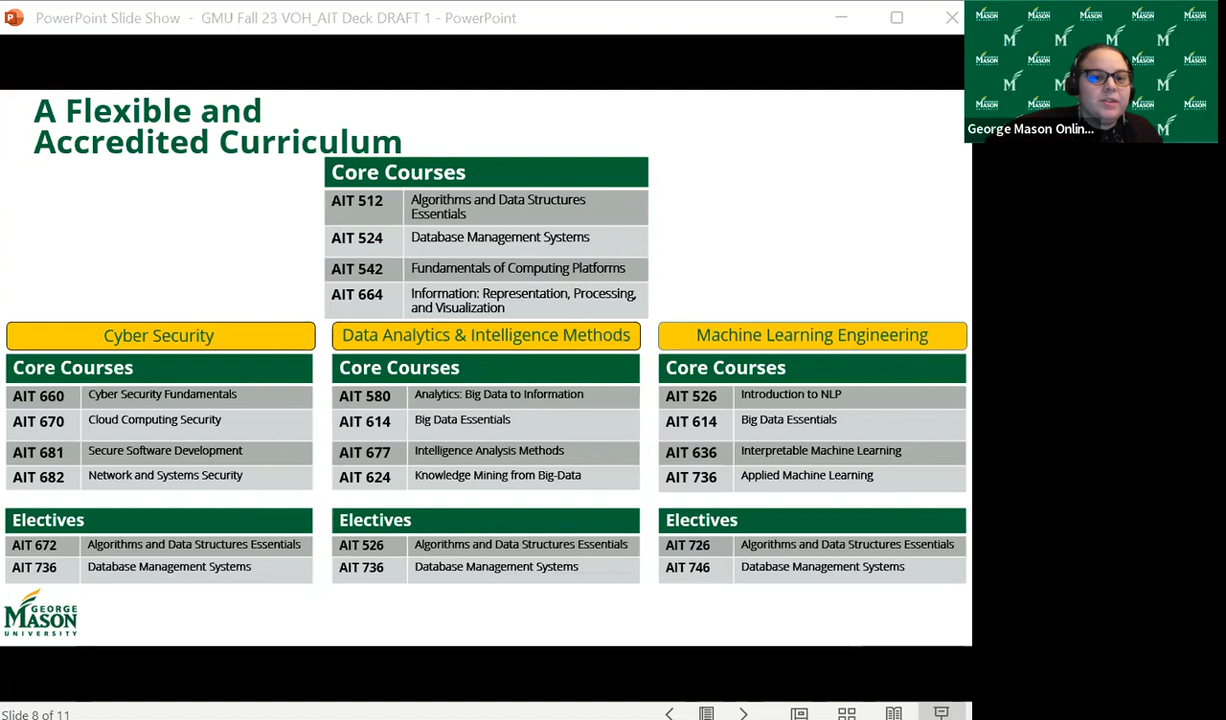 PowerPoint Slide Show - GMU Fall 23 VOH_AIT Deck DRAFT 1 - PowerPoint
George Mason Onlin...
A Flexible and
Accredited Curriculum
Core Courses
AIT 512 Algorithms and Data Structures
Essentials
AIT 524 Database Management Systems
AIT 542 Fundamentals of Computing Platforms
AIT 664 Information: Representation, Processing,
and Visualization
Cyber Security
Core Courses
AIT 660 Cyber Security Fundamentals
AIT 670 Cloud Computing Security
AIT 681 Secure Software Development
AIT 682 Network and Systems Security
Electives
AIT 672 Algorithms and Data Structures Essentials
AIT 736 Database Management Systems
Data Analytics & Intelligence Methods
Core Courses
AIT 580 Analytics: Big Data to Information
AIT 614 Big Data Essentials
AIT 677 Intelligence Analysis Methods
AIT 624 Knowledge Mining from Big-Data
Electives
AIT 526 Algorithms and Data Structures Essentials
AIT 736 Database Management Systems
Machine Learning Engineering
Core Courses
AIT 526 Introduction to NLP
AIT 614 Big Data Essentials
AIT 636 Interpretable Machine Learning
AIT 736 Applied Machine Learning
Electives
AIT 726 Algorithms and Data Structures Essentials
AIT 746 Database Management Systems
GEORGE
MASON
UNIVERSITY
Slide 8 of 11